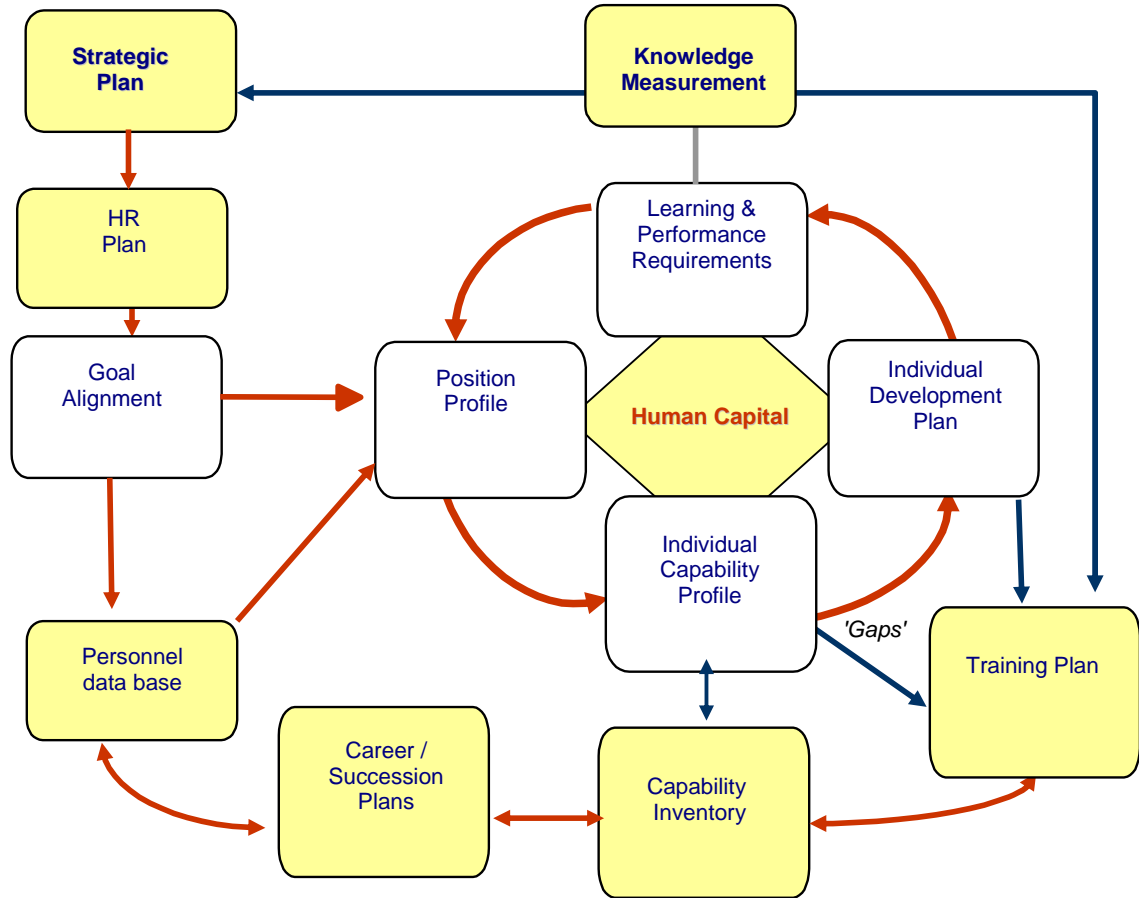 Strategic
Plan
Knowledge
Measurement
HR
Plan
Learning &
Performance
Requirements
Goal
Alignment
Position
Profile
Human Capital
Individual
Development
Plan
Individual
Capability
Profile
'Gaps'
Personnel
data base
Training Plan
Career /
Succession
Plans
Capability
Inventory